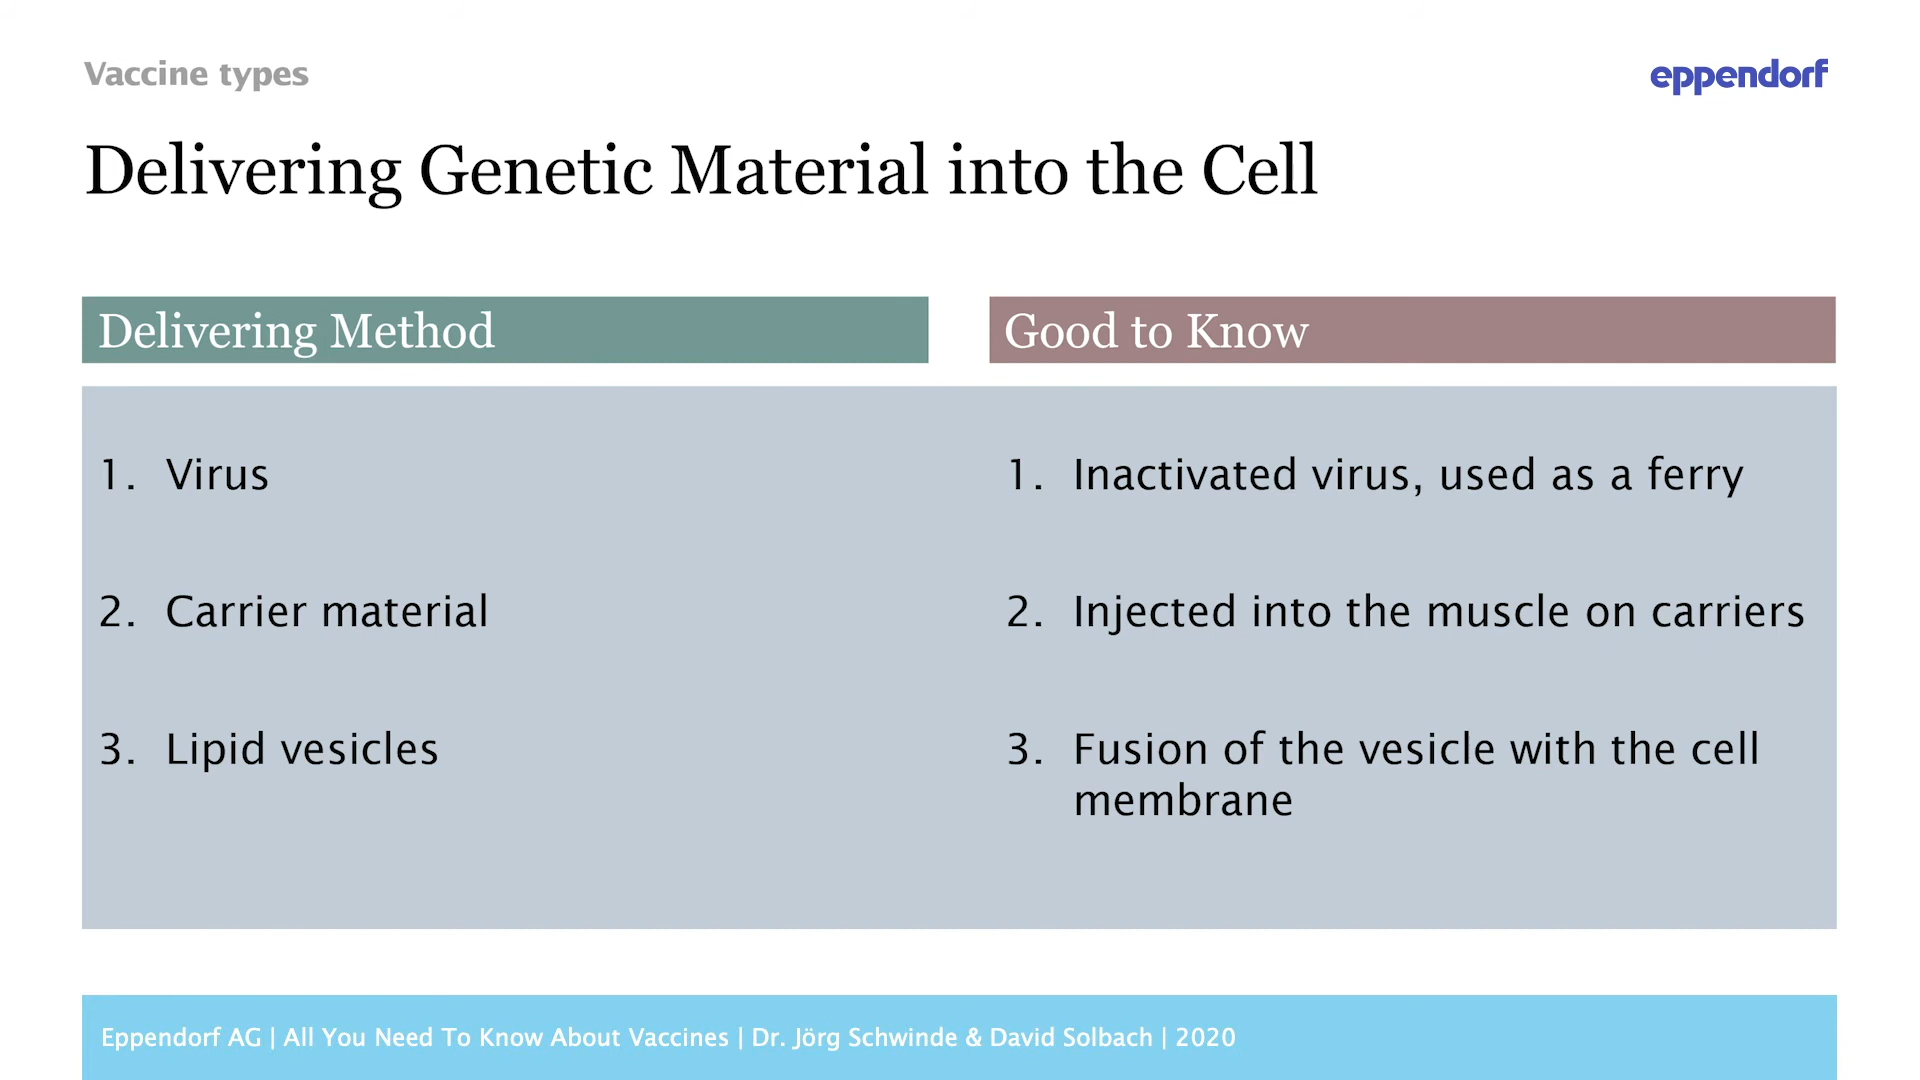 Vaccine types
eppendorf
Delivering Genetic Material into the Cell
Delivering Method
Good to Know
1. Virus
1. Inactivated virus, used as a ferry
2. Carrier material
2. Injected into the muscle on carriers
3. Lipid vesicles
3. Fusion of the vesicle with the cell
membrane
Eppendorf AG | All You Need To Know About Vaccines | Dr. Jörg Schwinde & David Solbach | 2020